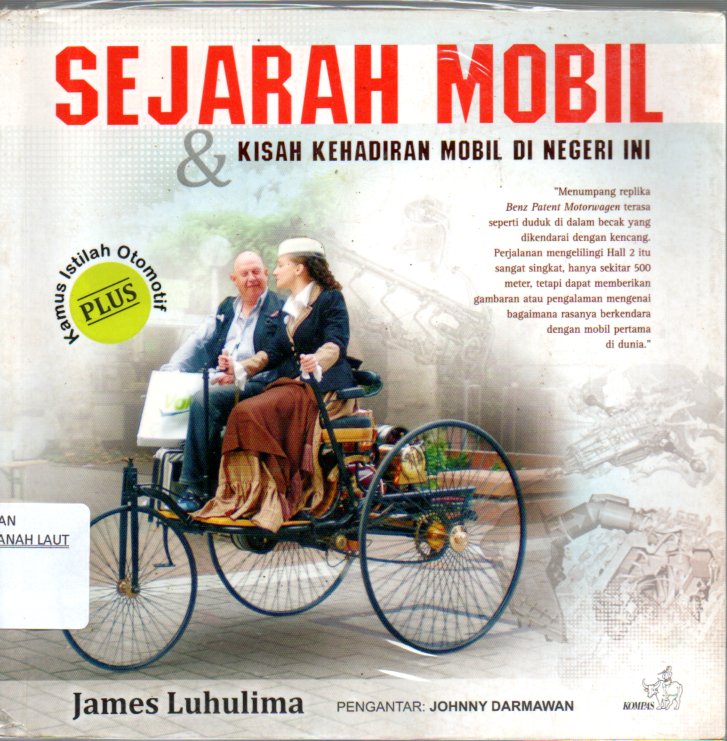 SEJARAH MOBIL
& KISAH KEHADIRAN MOBIL DI NEGERI INI
"Menumpang replika
Benz Patent Motorwagen terasa
seperti duduk di dalam becak yang
dikendarai dengan kencang.
Perjalanan mengelilingi Hall 2 itu
sangat singkat, hanya sekitar 500
meter, tetapi dapat memberikan
gambaran atau pengalaman mengenai
bagaimana rasanya berkendara
dengan mobil pertama
di dunia."
Kamus Istilah Otomotif
PLUS
AN
ANAH LAUT
James Luhulima
PENGANTAR: JOHNNY DARMAWAN
KOMPAS